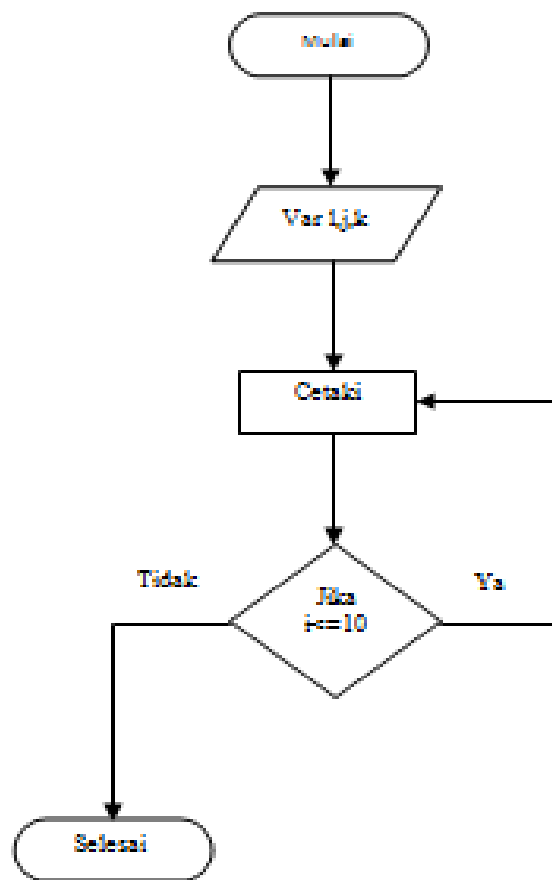 Mulai
Var i,j,k
Cetaki
Jika
i<=10
Tidak
Ya
Selesai